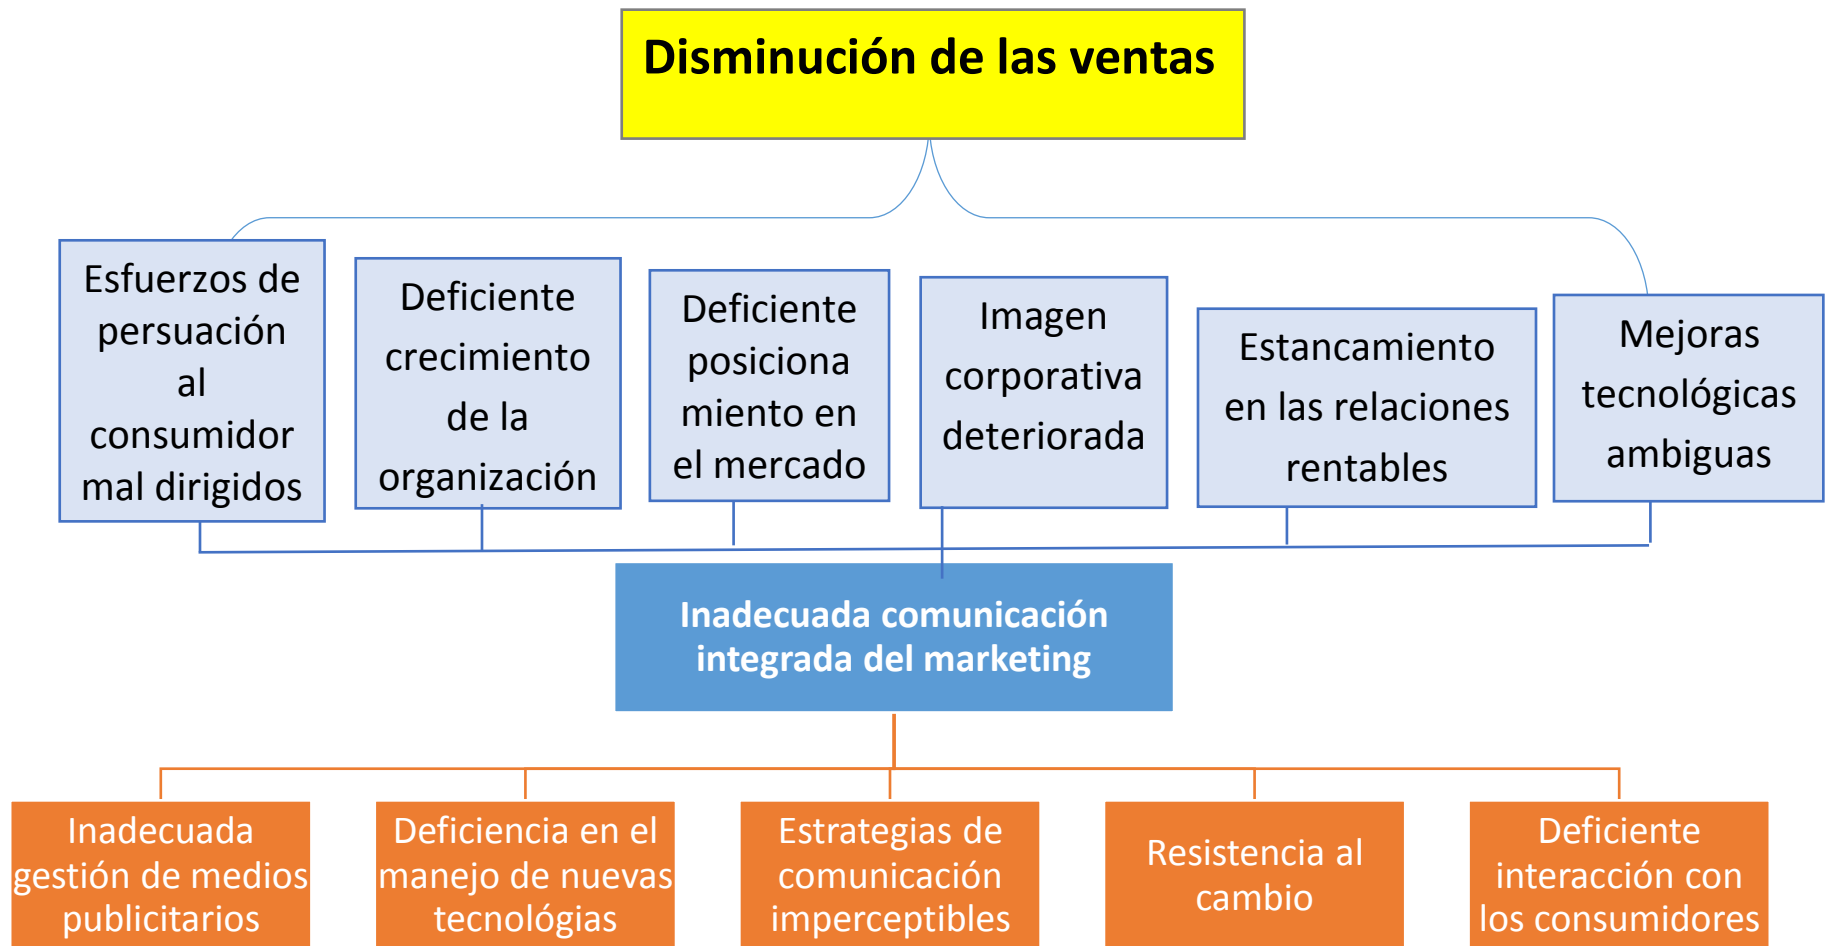 Disminución de las ventas
Esfuerzos de
persuación
al
consumidor
mal dirigidos
Deficiente
crecimiento
de la
organización
Deficiente
posiciona
miento en
el mercado
Imagen
corporativa
deteriorada
Estancamiento
en las relaciones
rentables
Mejoras
tecnológicas
ambiguas
Inadecuada comunicación
integrada del marketing
Inadecuada
gestión de medios
publicitarios
Deficiencia en el
manejo de nuevas
tecnológias
Estrategias de
comunicación
imperceptibles
Resistencia al
cambio
Deficiente
interacción con
los consumidores